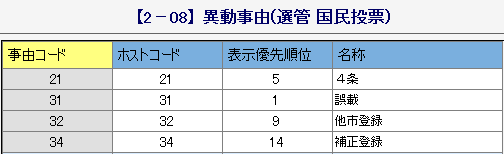 【2－08】異動事由(選管 国民投票)
事由コード ホストコード 表示優先順位 名称
21 21 5 ４条
31 31 1 誤載
32 32 9 他市登録
34 34 14 補正登録